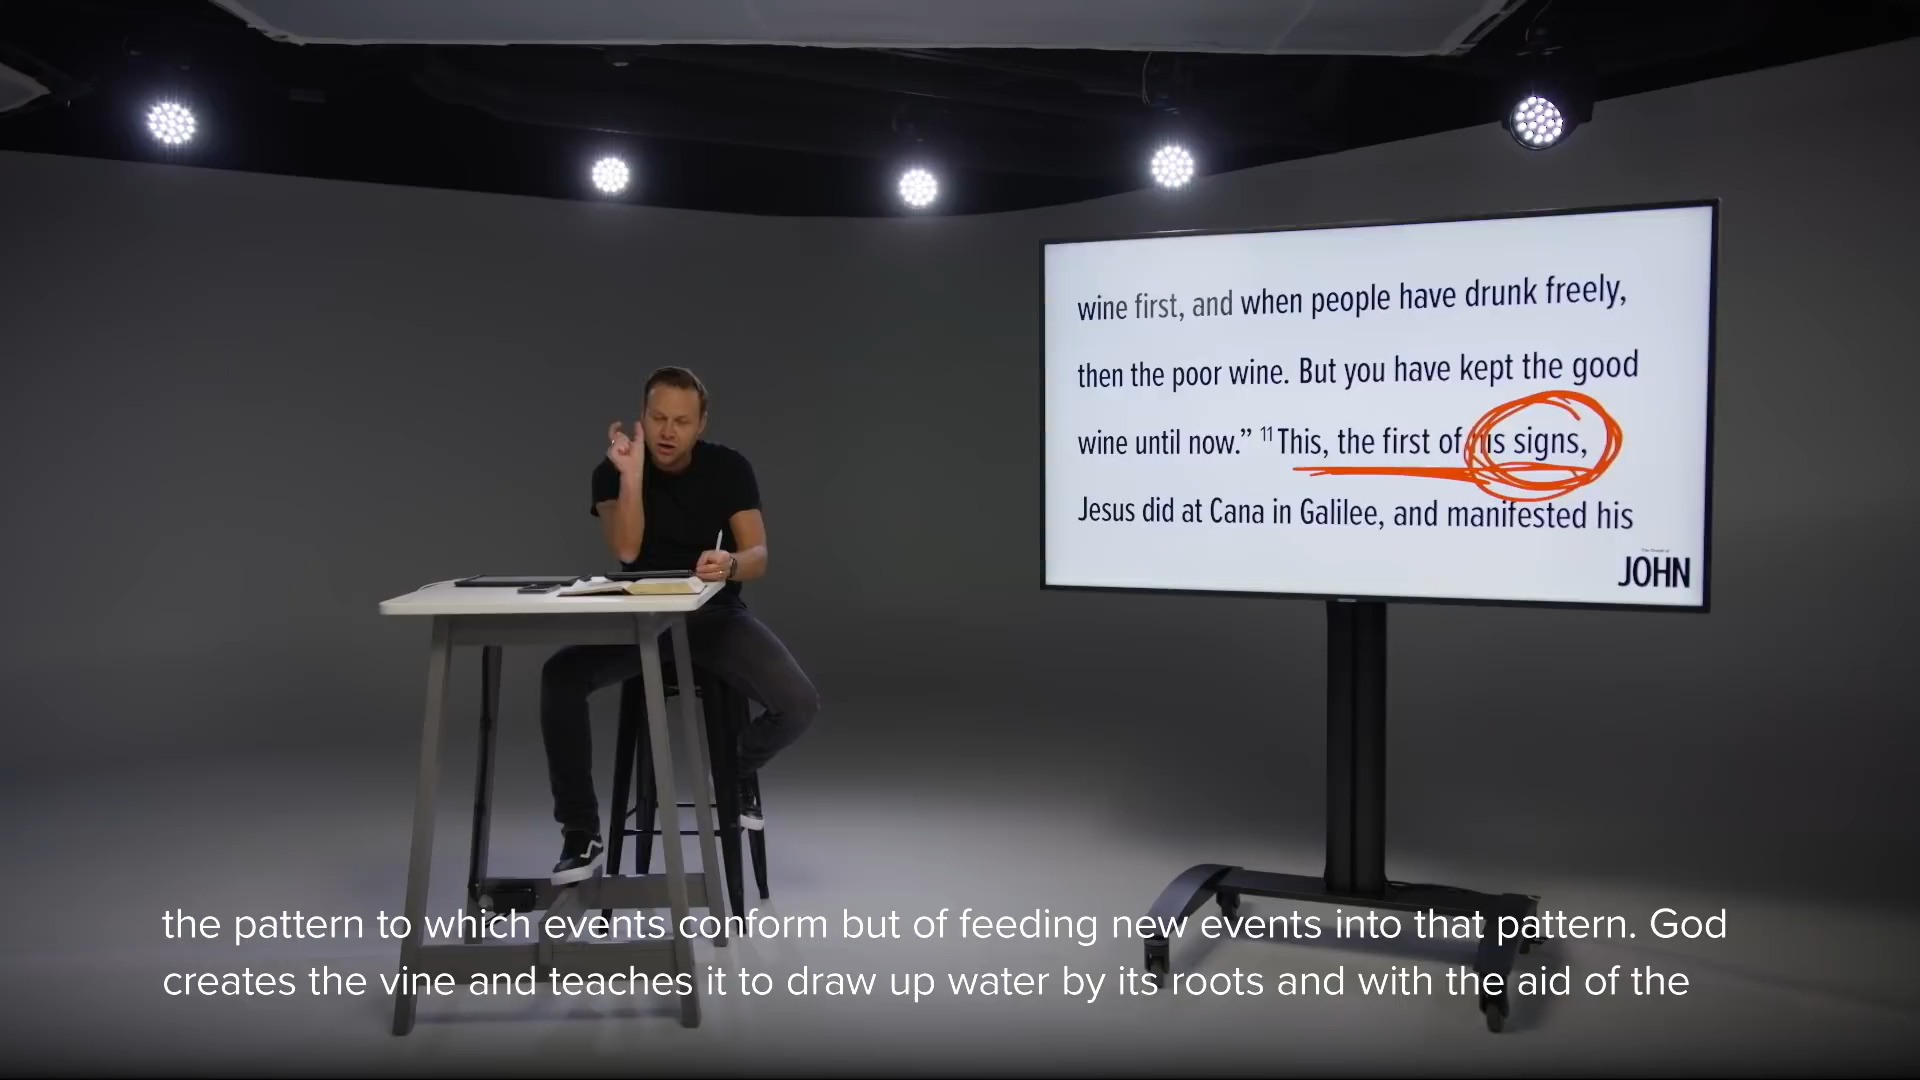 wine first, and when people have drunk freely,
then the poor wine. But you have kept the good
wine until now.” 11 This, the first of his signs,
Jesus did at Cana in Galilee, and manifested his
JOHN
the pattern to which events conform but of feeding new events into that pattern. God
creates the vine and teaches it to draw up water by its roots and with the aid of the